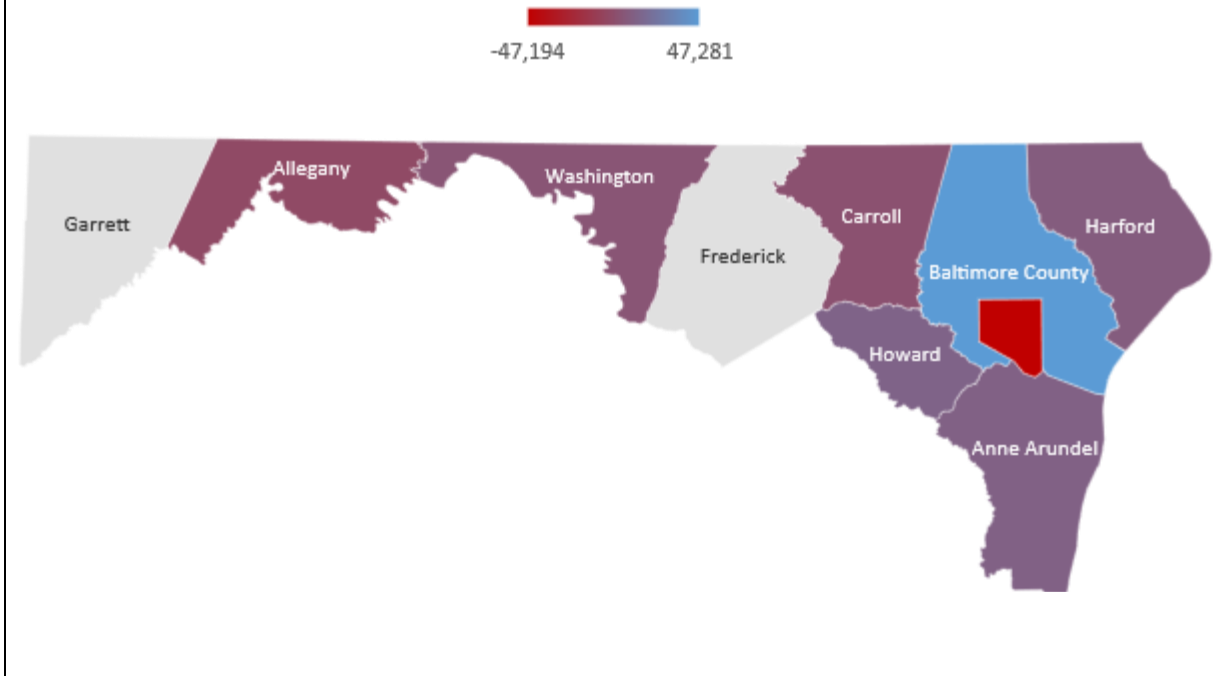 -47,194
47,281
Allegany
Washington
Garrett
Carroll
Harford
Frederick
Baltimore County
Howard
Anne Arundel